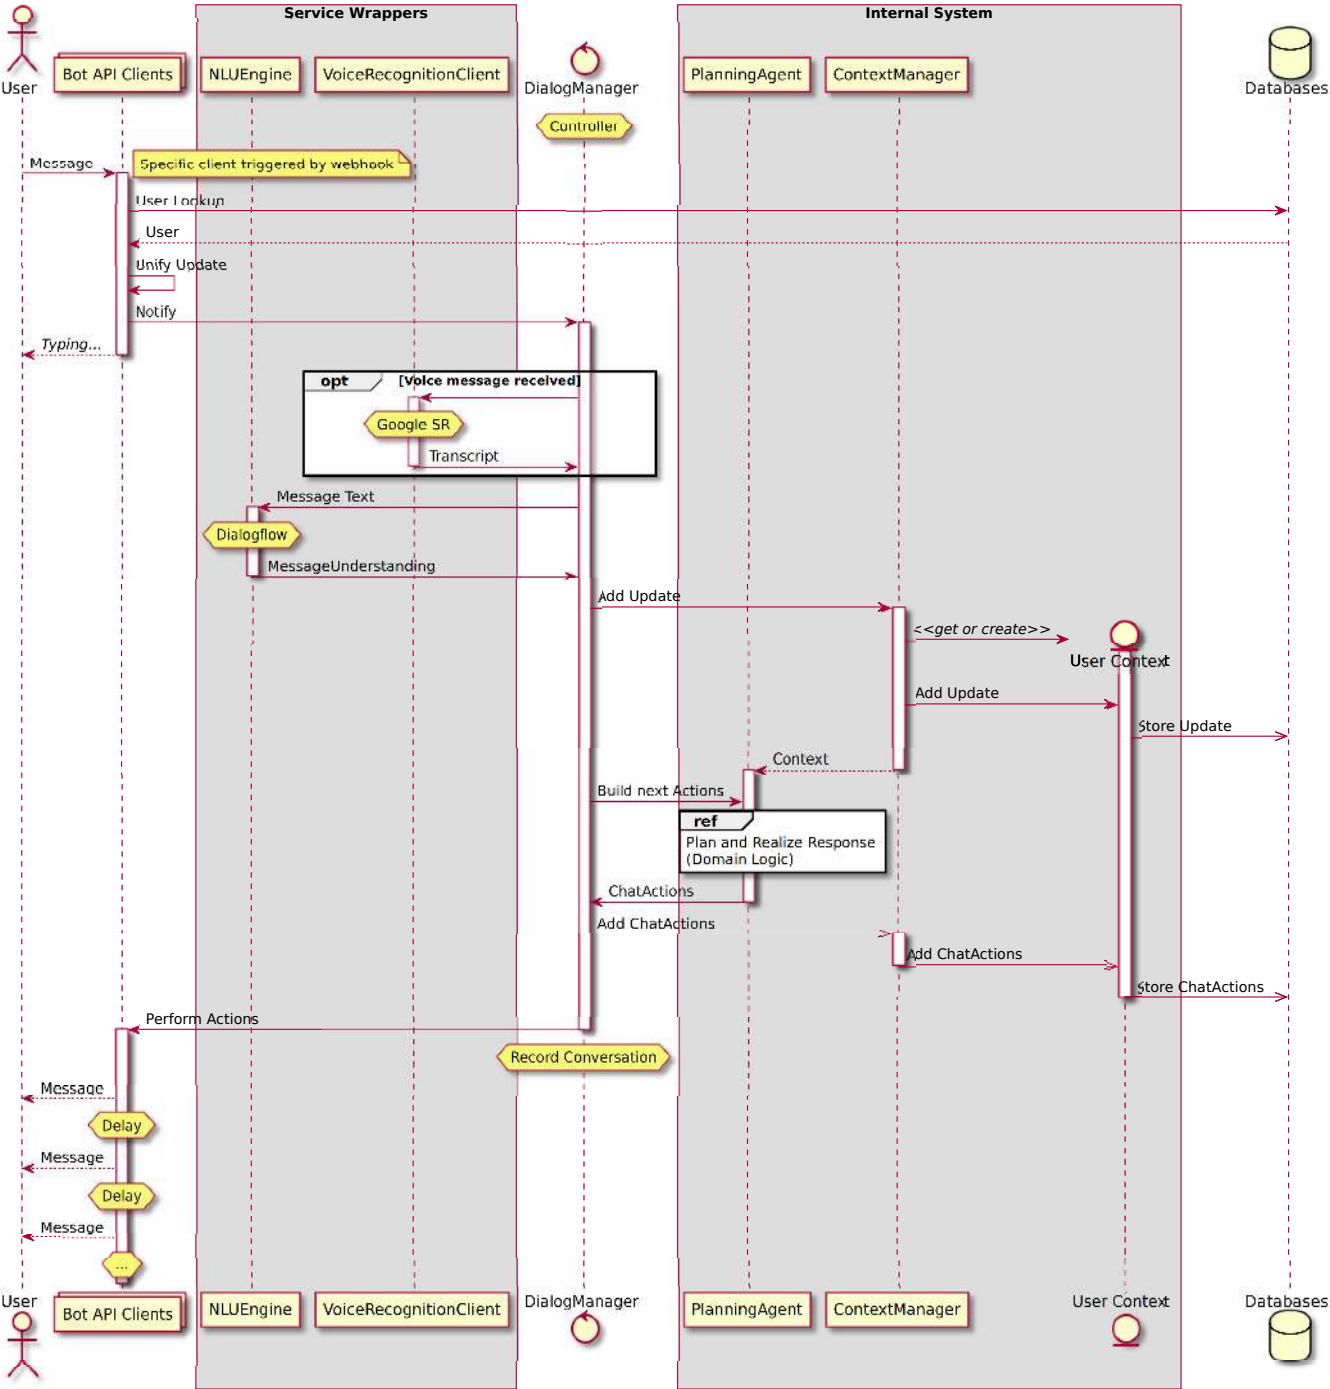 Service Wrappers
Internal System
User
Bot API Clients
NLUEngine
VoiceRecognitionClient
DialogManager
PlanningAgent
ContextManager
Databases
Controller
Message
Specific client triggered by webhook
User Lookup
User
Unify Update
Notify
Typing...
opt
[Voice message received]
Google SR
Transcript
Message Text
Dialogflow
MessageUnderstanding
Add Update
<<get or create>>
User Context
Add Update
Store Update
Context
Build next Actions
ref
Plan and Realize Response
(Domain Logic)
ChatActions
Add ChatActions
Add ChatActions
Store ChatActions
Perform Actions
Record Conversation
Message
Delay
Message
Delay
Message
...
User
Bot API Clients
NLUEngine
VoiceRecognitionClient
DialogManager
PlanningAgent
ContextManager
User Context
Databases